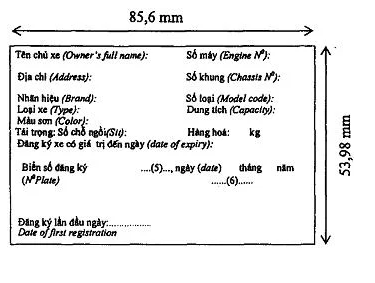 85,6 mm
Tên chủ xe (Owner's full name): Số máy (Engine Nº):
Địa chỉ (Address): Số khung (Chassis Nº):
Nhãn hiệu (Brand): Số loại (Model code):
Loại xe (Type): Dung tích (Capacity):
Màu sơn (Color):
Tải trọng: Số chỗ ngồi(Sit): Hàng hoá: kg
Đăng ký xe có giá trị đến ngày (date of expiry):
Biển số đăng ký ....(5)..., ngày (date) tháng năm
(NºPlate) ......(6)......
Đăng ký lần đầu ngày:................
Date of first registration
53,98 mm